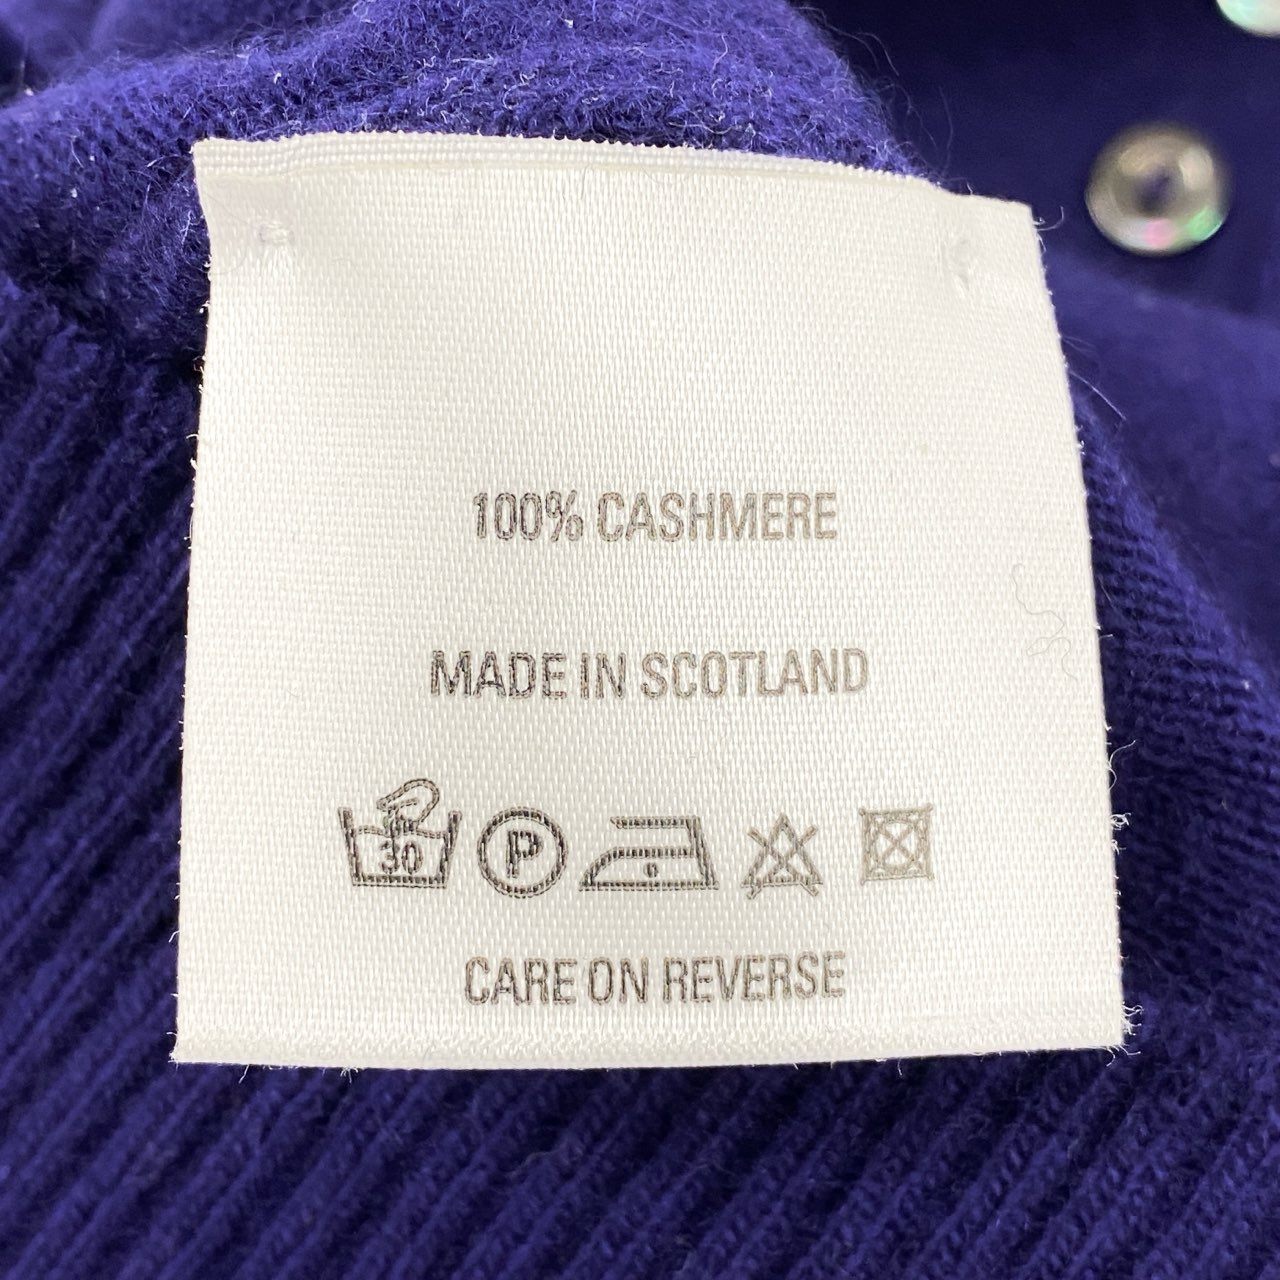 100% CASHMERE
MADE IN SCOTLAND
30 P
CARE ON REVERSE